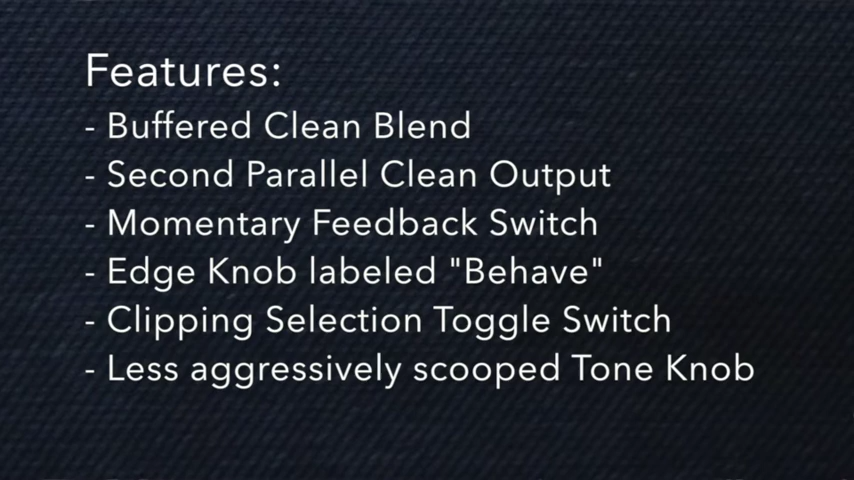 Features:
- Buffered Clean Blend
- Second Parallel Clean Output
- Momentary Feedback Switch
- Edge Knob labeled "Behave"
- Clipping Selection Toggle Switch
- Less aggressively scooped Tone Knob